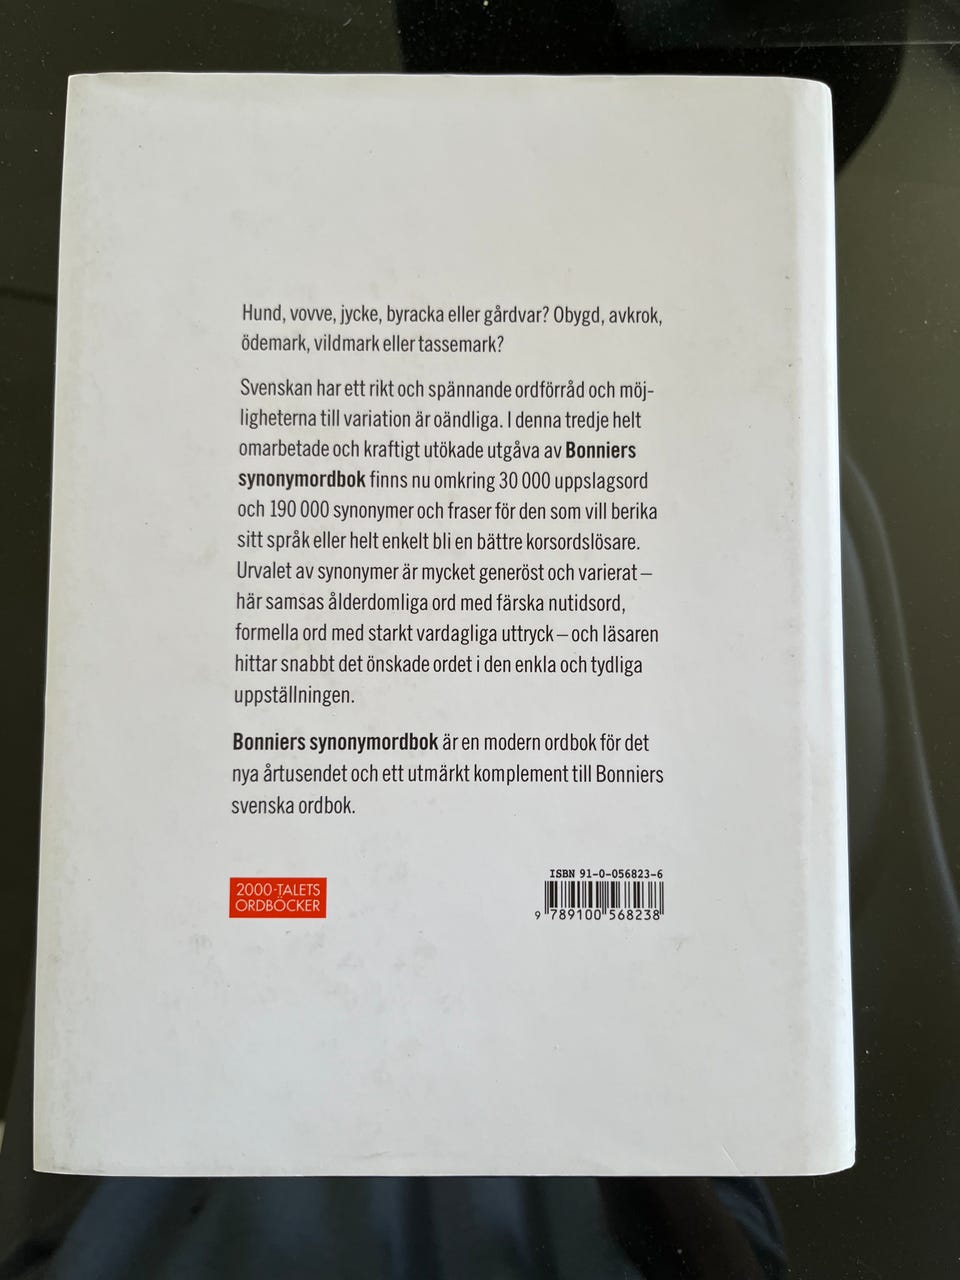 Hund, vovve, jycke, byracka eller gårdvar? Obygd, avkrok,
ödemark, vildmark eller tassemark?
Svenskan har ett rikt och spännande ordförråd och möj-
ligheterna till variation är oändliga. I denna tredje helt
omarbetade och kraftigt utökade utgåva av Bonniers
synonymordbok finns nu omkring 30 000 uppslagsord
och 190 000 synonymer och fraser för den som vill berika
sitt språk eller helt enkelt bli en bättre korsordslösare.
Urvalet av synonymer är mycket generöst och varierat –
här samsas ålderdomliga ord med färska nutidsord,
formella ord med starkt vardagliga uttryck – och läsaren
hittar snabbt det önskade ordet i den enkla och tydliga
uppställningen.
Bonniers synonymordbok är en modern ordbok för det
nya årtusendet och ett utmärkt komplement till Bonniers
svenska ordbok.
2000-TALETS
ORDBÖCKER
ISBN 91-0-056823-6
9 789100 568238